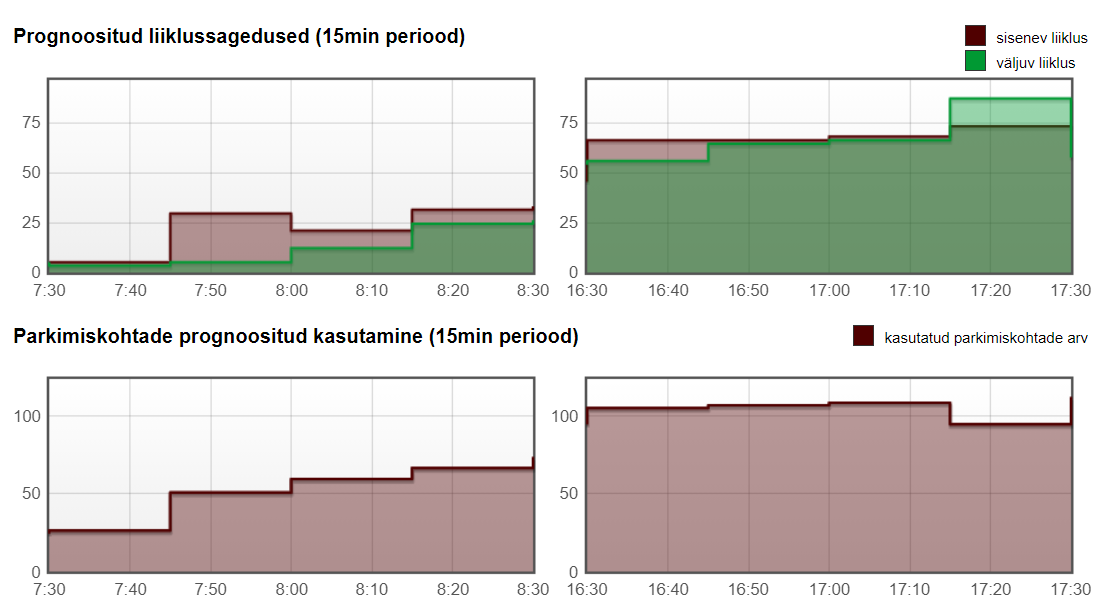 Prognoositud liiklussagedused (15min periood)
sisenev liiklus
väljuv liiklus
75
50
25
0
7:30 7:40 7:50 8:00 8:10 8:20 8:30
75
50
25
0
16:30 16:40 16:50 17:00 17:10 17:20 17:30
Parkimiskohtade prognoositud kasutamine (15min periood)
kasutatud parkimiskohtade arv
100
50
0
7:30 7:40 7:50 8:00 8:10 8:20 8:30
100
50
0
16:30 16:40 16:50 17:00 17:10 17:20 17:30